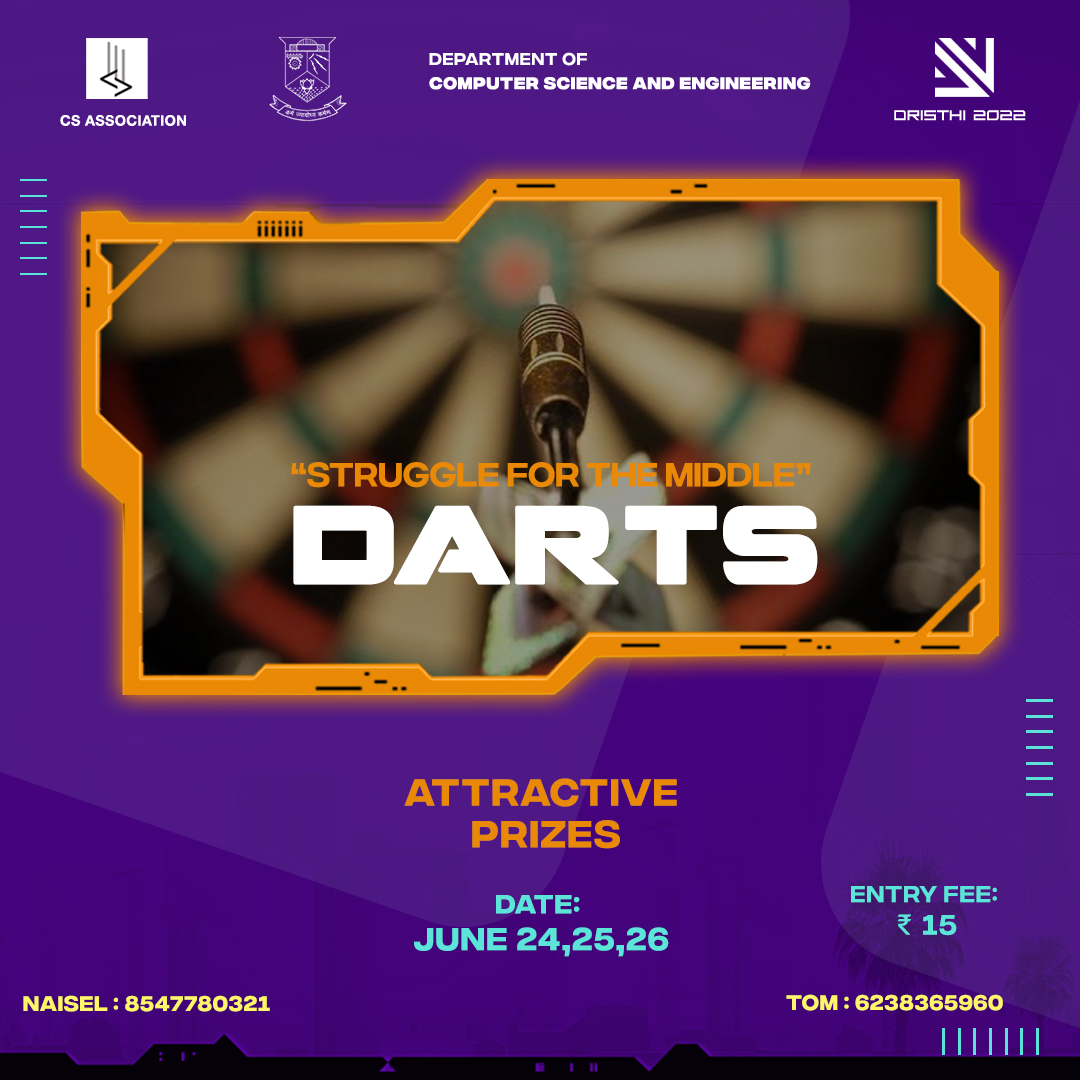 CS ASSOCIATION
DEPARTMENT OF
COMPUTER SCIENCE AND ENGINEERING
DRISTHI 2022
“STRUGGLE FOR THE MIDDLE”
DARTS
ATTRACTIVE
PRIZES
DATE:
JUNE 24,25,26
ENTRY FEE:
₹ 15
NAISEL : 8547780321
TOM : 6238365960